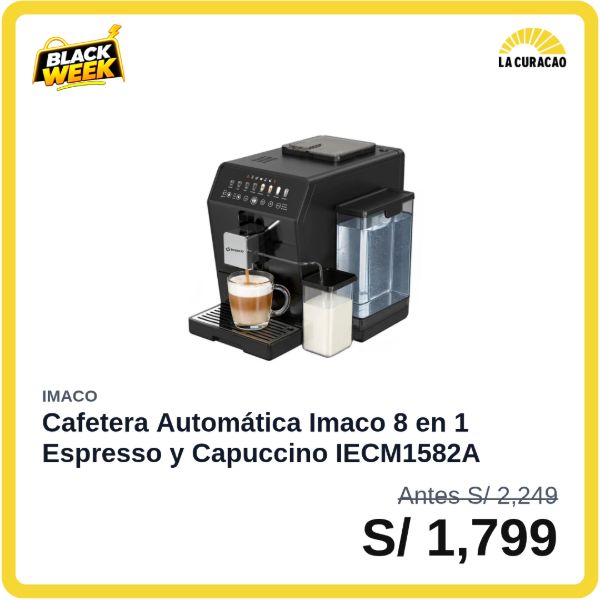 BLACK
WEEK
LA CURACAO
IMACO
IMACO
Cafetera Automática Imaco 8 en 1
Espresso y Capuccino IECM1582A
Antes S/ 2,249
S/ 1,799